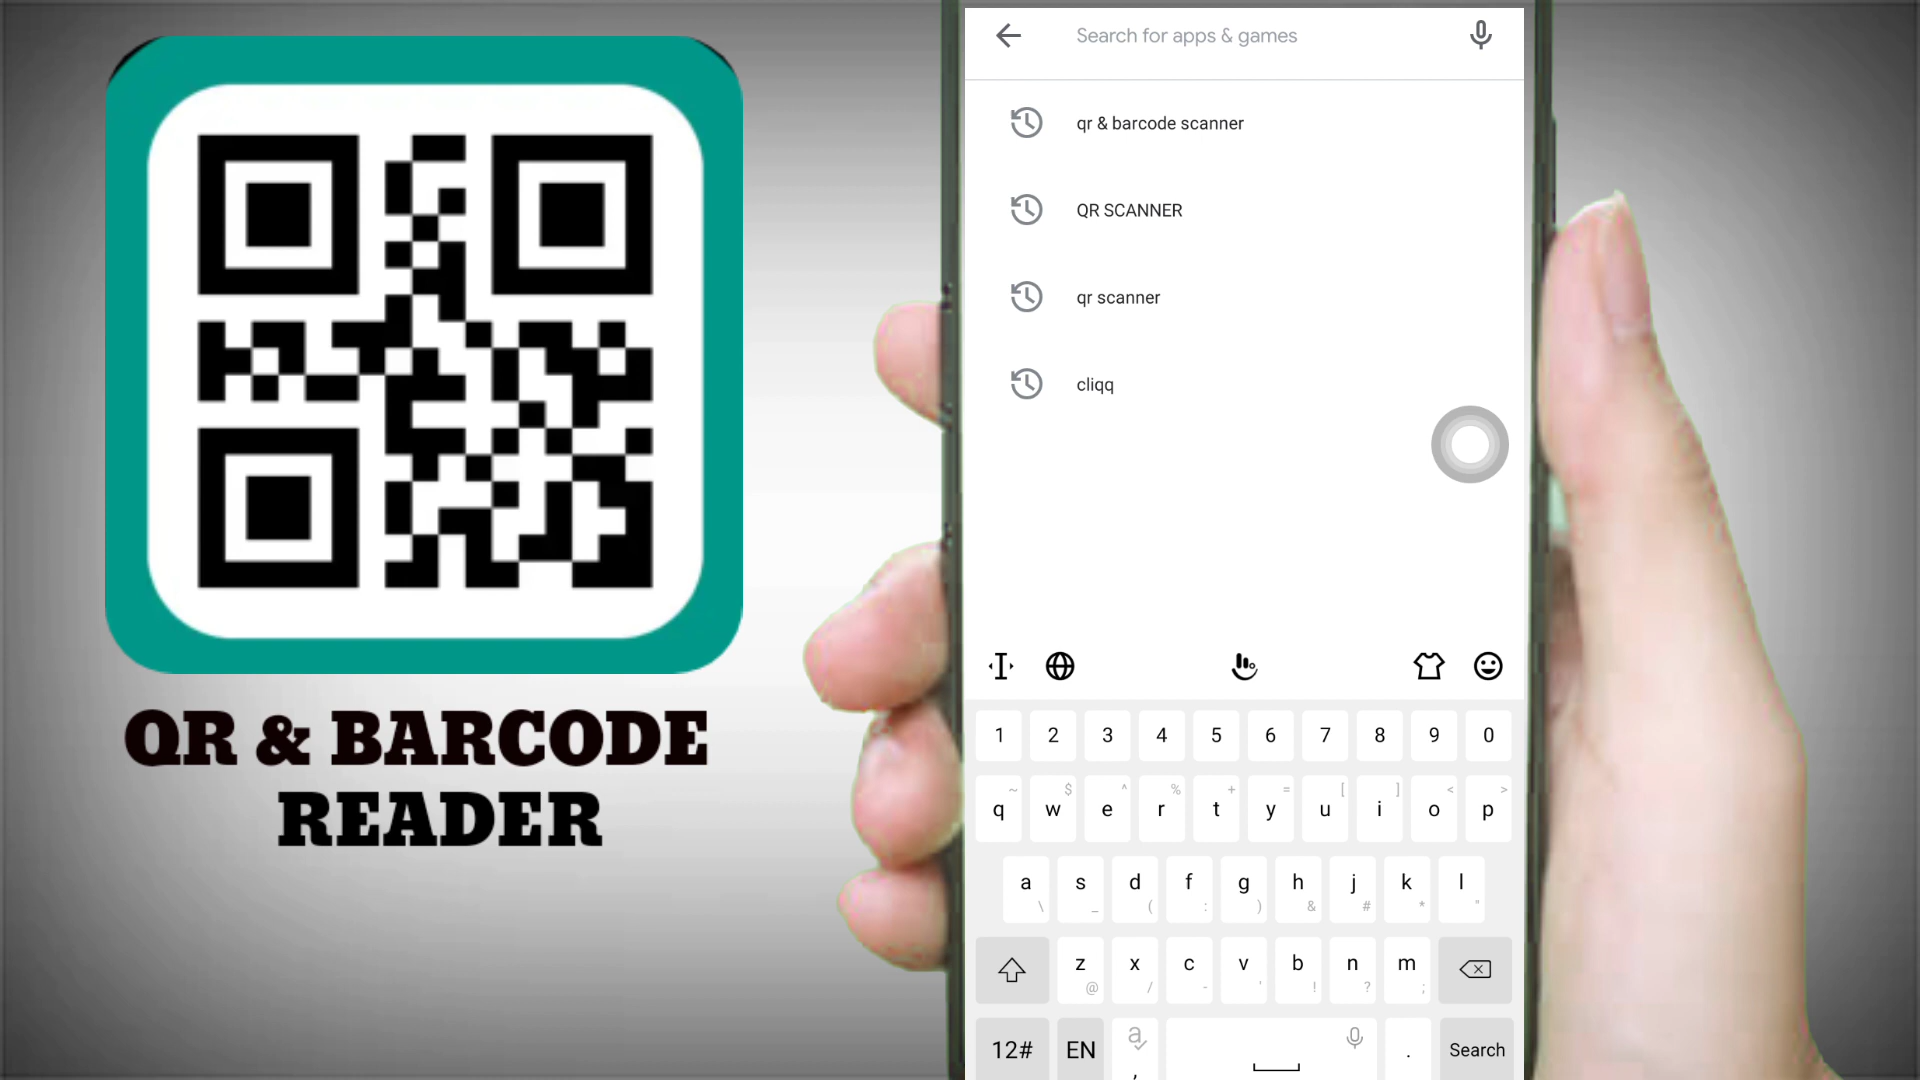 QR & BARCODE
READER
Search for apps & games
qr & barcode scanner
QR SCANNER
qr scanner
cliqq
1 2 3 4 5 6 7 8 9 0
~ $ ^ % + = [ ] < >
q w e r t y u i o p
a s d f g h j k l
\ _ ( : ) & # * "
z x c v b n m
@ / - ' ! ? ;
12# EN a , . Search